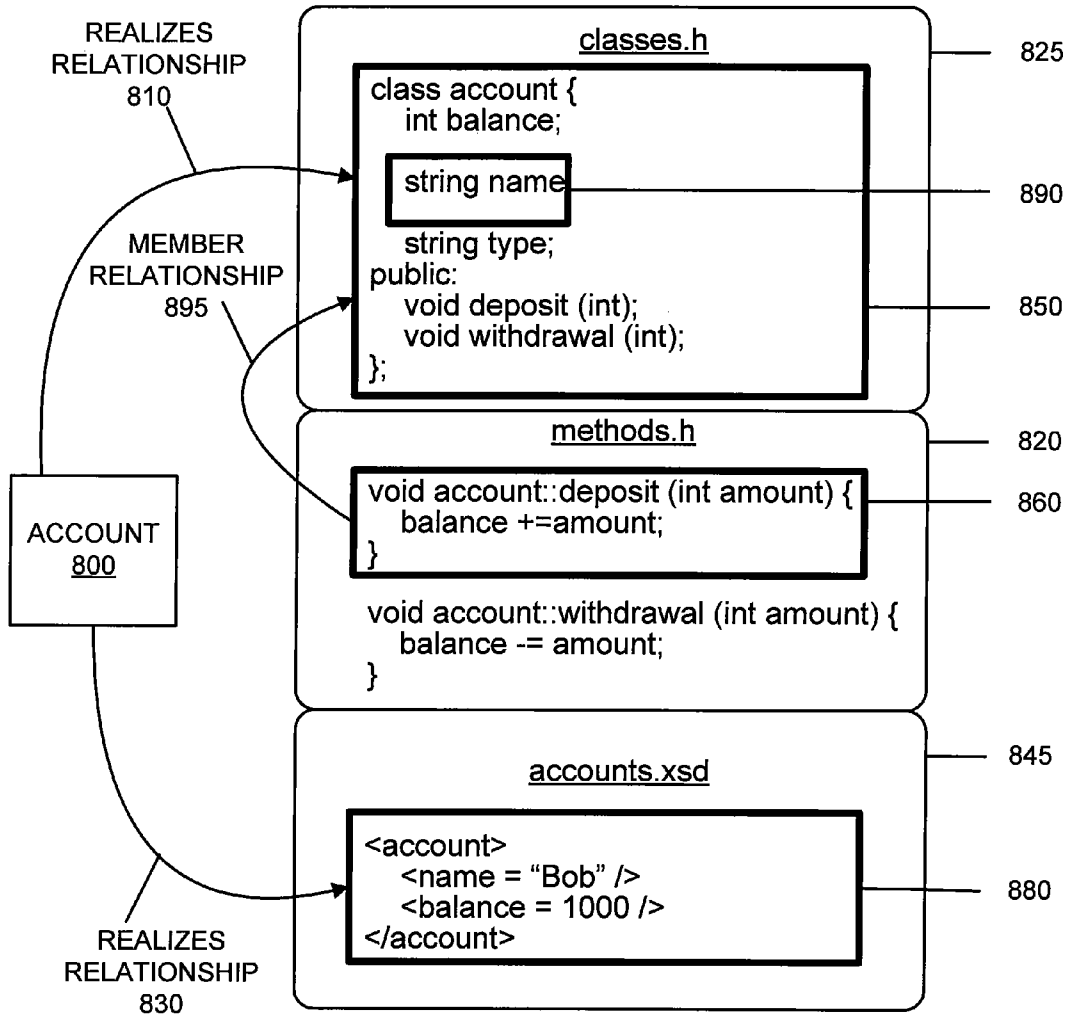 REALIZES
RELATIONSHIP
810
classes.h
825
class account {
int balance;
string name
890
string type;
public:
void deposit (int);
void withdrawal (int);
};
850
MEMBER
RELATIONSHIP
895
methods.h
820
void account::deposit (int amount) {
balance +=amount;
}
860
ACCOUNT
800
void account::withdrawal (int amount) {
balance -= amount;
}
accounts.xsd
845
<account>
<name = “Bob” />
<balance = 1000 />
</account>
880
REALIZES
RELATIONSHIP
830